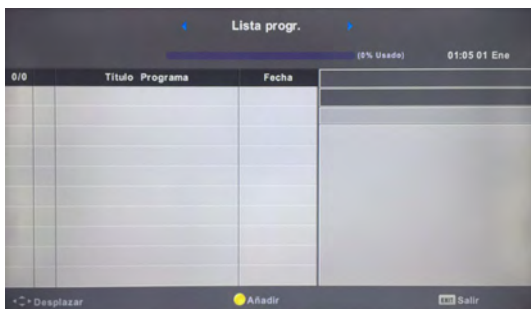 Lista progr.
(0% Usado) 01:05 01 Ene
0/0 Título Programa Fecha
Desplazar Añadir EXIT Salir